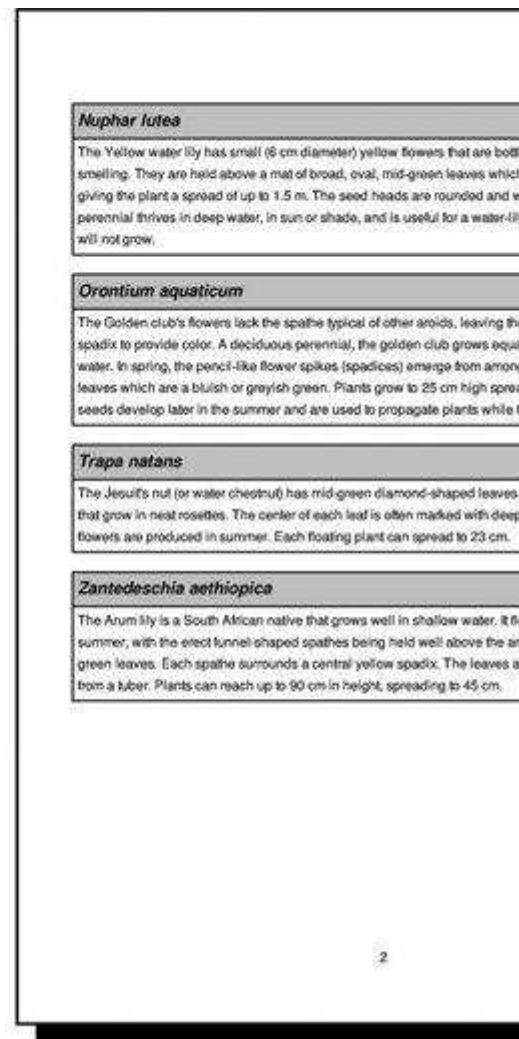 Nuphar lutea
The Yellow water lily has small (6 cm diameter) yellow flowers that are bottl
smelling. They are held above a mat of broad, oval, mid-green leaves which
giving the plant a spread of up to 1.5 m. The seed heads are rounded and w
perennial thrives in deep water, in sun or shade, and is useful for a water-lil
will not grow.
Orontium aquaticum
The Golden club's flowers lack the spathe typical of other aroids, leaving the
spadix to provide color. A deciduous perennial, the golden club grows equa
water. In spring, the pencil-like flower spikes (spadices) emerge from among
leaves which are a bluish or greyish green. Plants grow to 25 cm high sprea
seeds develop later in the summer and are used to propagate plants while
Trapa natans
The Jesuit's nut (or water chestnut) has mid-green diamond-shaped leaves
that grow in neat rosettes. The center of each leaf is often marked with deep
flowers are produced in summer. Each floating plant can spread to 23 cm.
Zantedeschia aethiopica
The Arum lily is a South African native that grows well in shallow water. It fl
summer, with the erect funnel-shaped spathes being held well above the ar
green leaves. Each spathe surrounds a central yellow spadix. The leaves a
from a tuber. Plants can reach up to 90 cm in height, spreading to 45 cm.
2